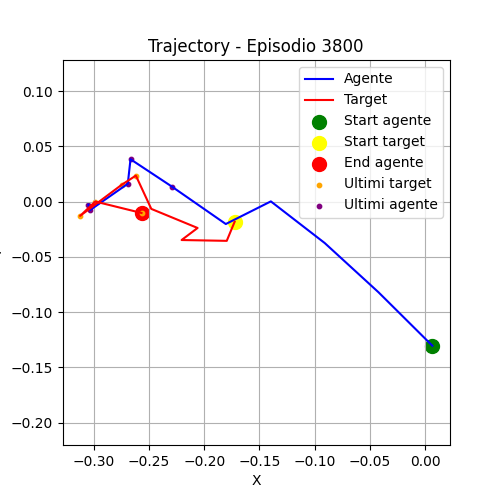 Trajectory - Episodio 3800
Agente
Target
Start agente
Start target
End agente
Ultimi target
Ultimi agente
0.10
0.05
0.00
−0.05
−0.10
−0.15
−0.20
−0.30
−0.25
−0.20
−0.15
−0.10
−0.05
0.00
X